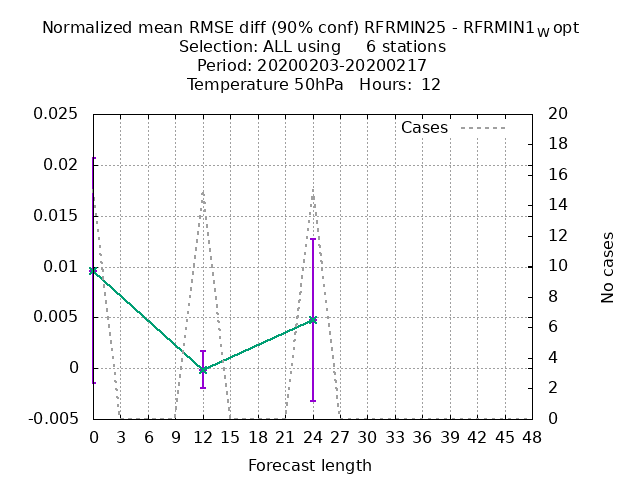 Normalized mean RMSE diff (90% conf) RFRMIN25 - RFRMIN1w opt
Selection: ALL using 6 stations
Period: 20200203-20200217
Temperature 50hPa Hours: 12
Cases
0.025
0.02
0.015
0.01
0.005
0
-0.005
20
18
16
14
12
10
8
6
4
2
0
No cases
0 3 6 9 12 15 18 21 24 27 30 33 36 39 42 45 48
Forecast length